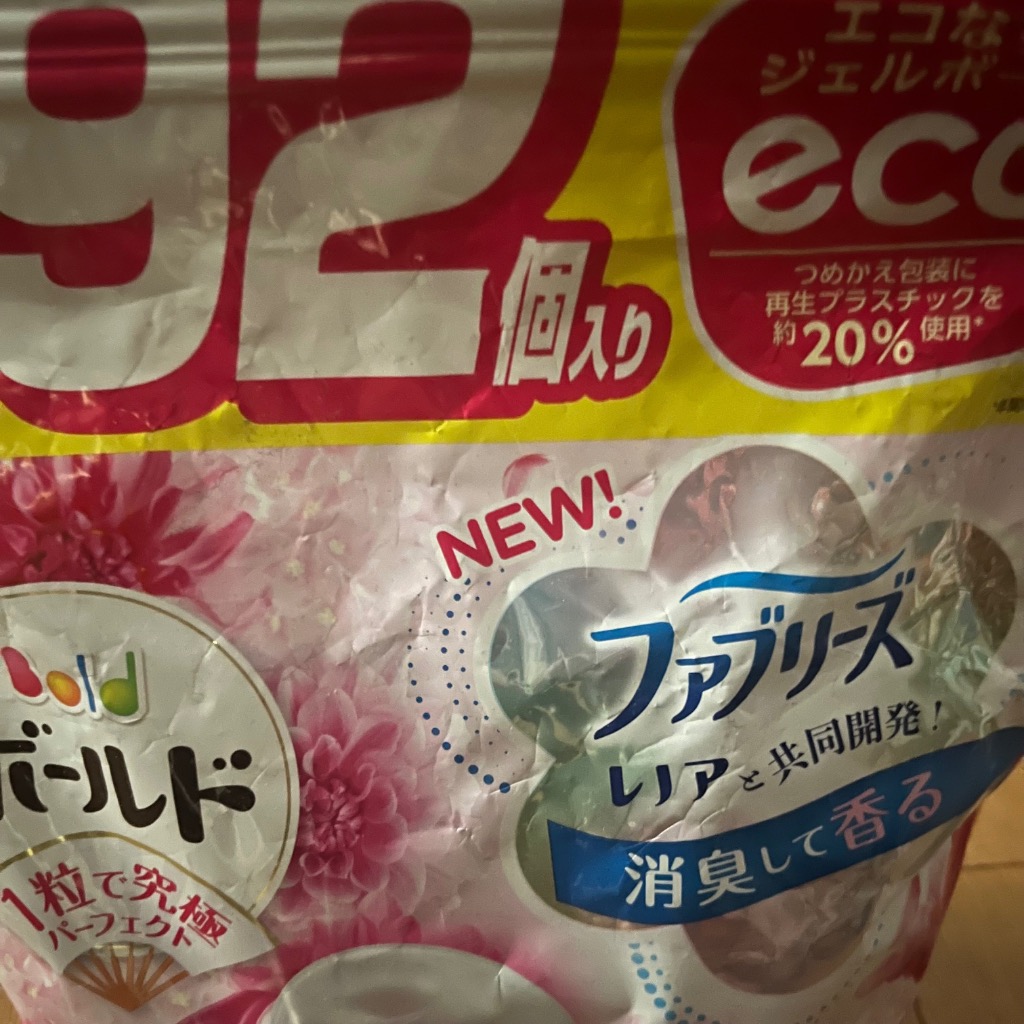 92
個入り
エコな
ジェルボー
eco
つめかえ包装に
再生プラスチックを
約20%使用*
NEW!
ファブリーズ
レノアと共同開発!
消臭して香る
bold
ボールド
1粒で究極
パーフェクト